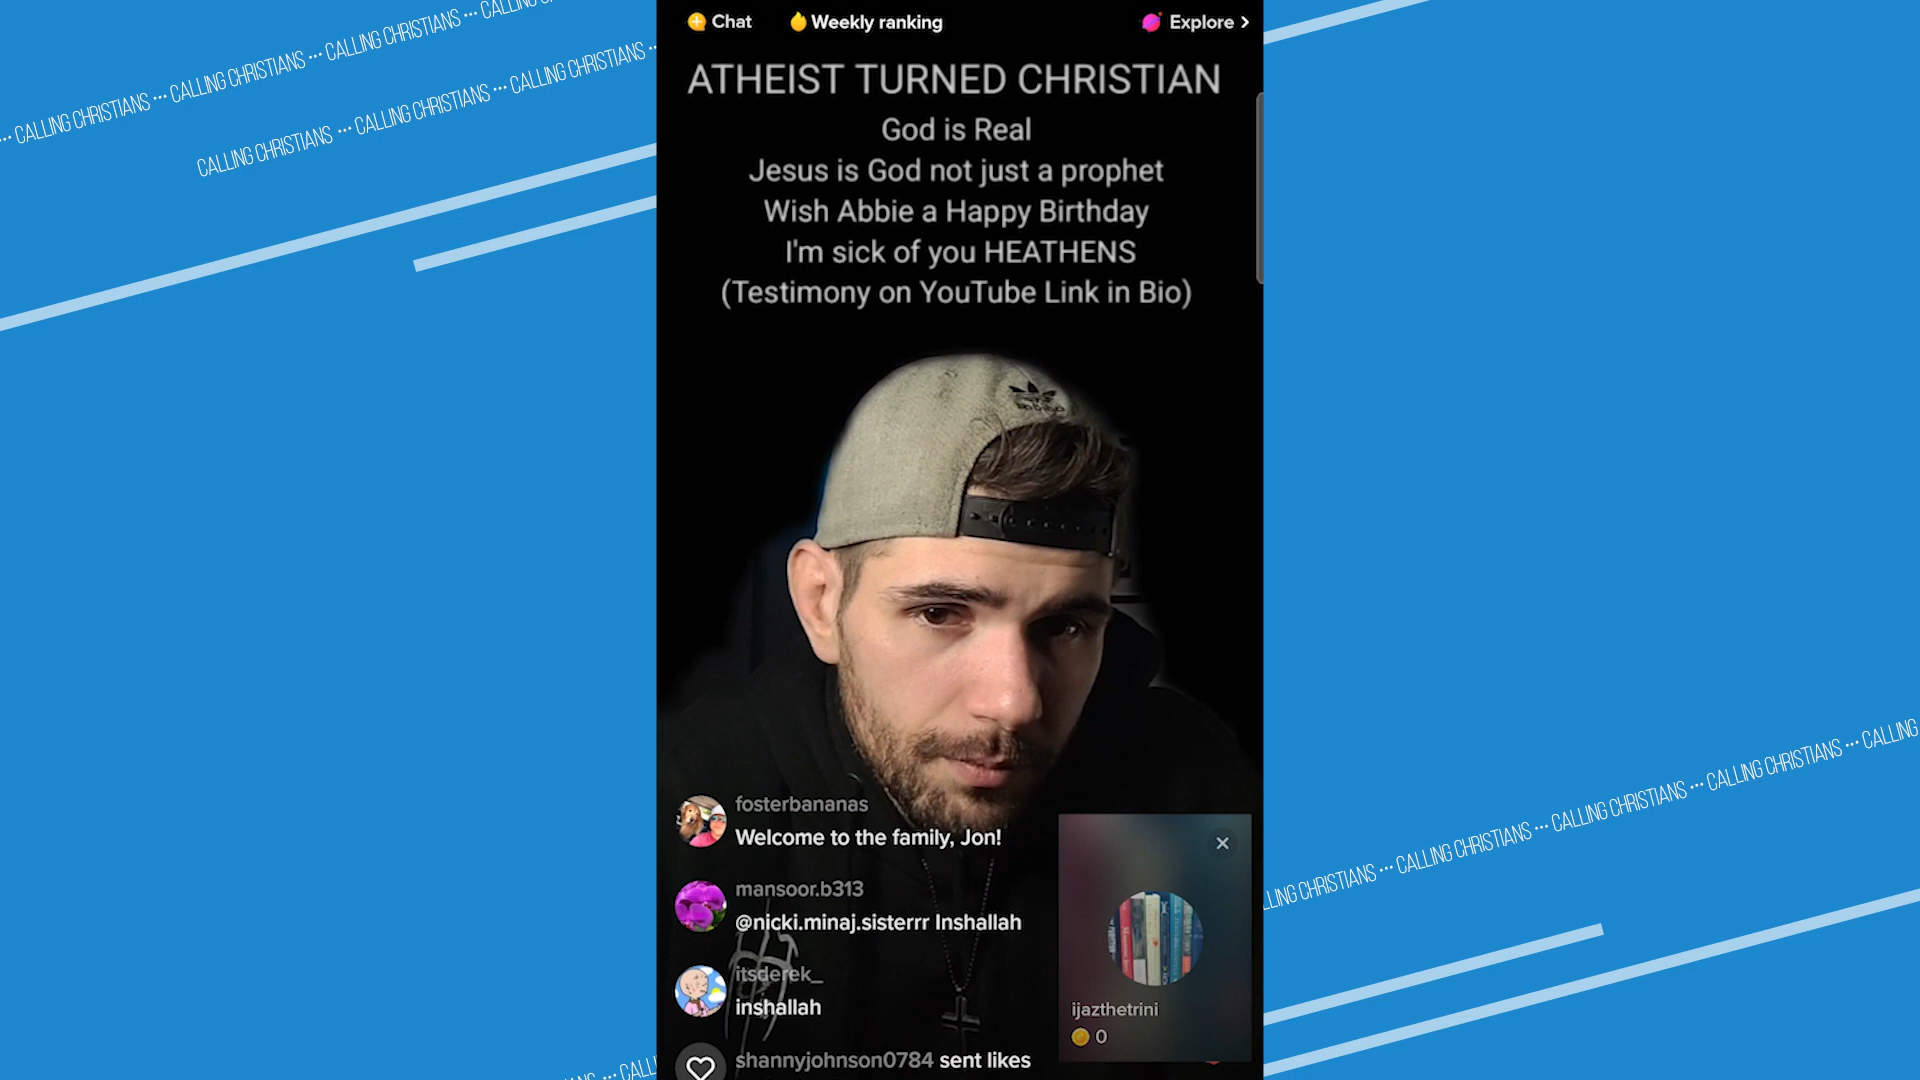 CALLING CHRISTIANS ••• CALLING CHRISTIANS ••• CALLING CHRISTIANS ••• CALLING
CALLING CHRISTIANS ••• CALLING CHRISTIANS ••• CALLING CHRISTIANS •••
Chat
Weekly ranking
Explore >
ATHEIST TURNED CHRISTIAN
God is Real
Jesus is God not just a prophet
Wish Abbie a Happy Birthday
I'm sick of you HEATHENS
(Testimony on YouTube Link in Bio)
fosterbananas
Welcome to the family, Jon!
mansoor.b313
@nicki.minaj.sisterrr Inshallah
itsderek_
inshallah
shannyjohnson0784 sent likes
ijazthetrini
0
CALLING CHRISTIANS ••• CALLING CHRISTIANS ••• CALLING CHRISTIANS ••• CALLING